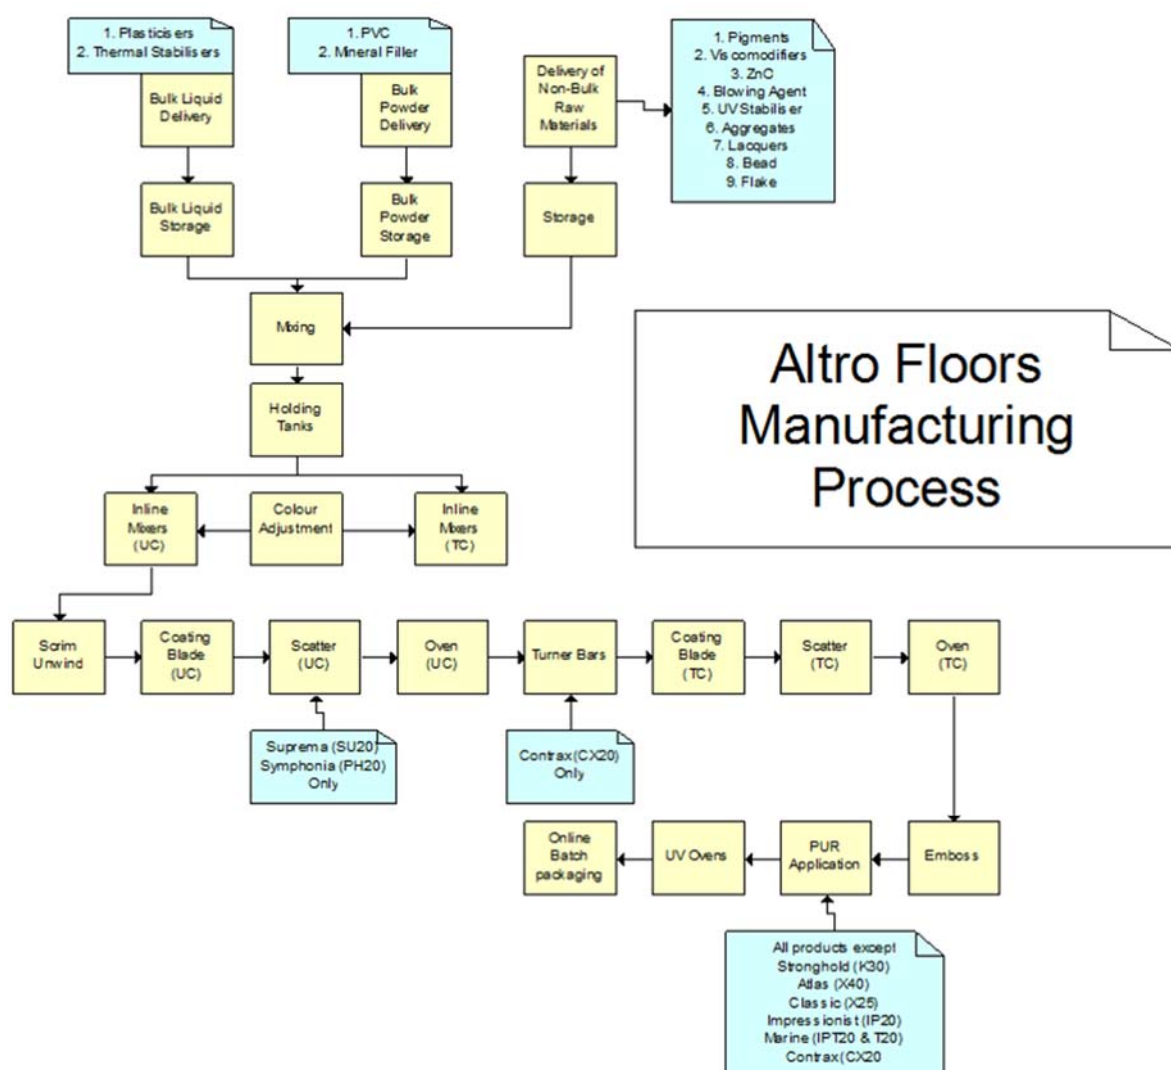 1. Plasticisers
2. Thermal Stabilisers
1. PVC
2. Mineral Filler
1. Pigments
2. Viscomodifiers
3. ZnO
4. Blowing Agent
5. UV Stabiliser
6. Aggregates
7. Lacquers
8. Bead
9. Flake
Bulk Liquid
Delivery
Bulk
Powder
Delivery
Delivery of
Non-Bulk
Raw
Materials
Bulk Liquid
Storage
Bulk
Powder
Storage
Storage
Mixing
Altro Floors
Manufacturing
Process
Holding
Tanks
Inline
Mixers
(UC)
Colour
Adjustment
Inline
Mixers
(TC)
Scrim
Unwind
Coating
Blade
(UC)
Scatter
(UC)
Oven
(UC)
Turner Bars
Coating
Blade
(TC)
Scatter
(TC)
Oven
(TC)
Suprema (SU20)
Symphonia (PH20)
Only
Contrax (CX20)
Only
Online
Batch
packaging
UV Ovens
PUR
Application
Emboss
All products except
Stronghold (K30)
Atlas (X40)
Classic (X25)
Impressionist (IP20)
Marine (IPT20 & T20)
Contrax (CX20